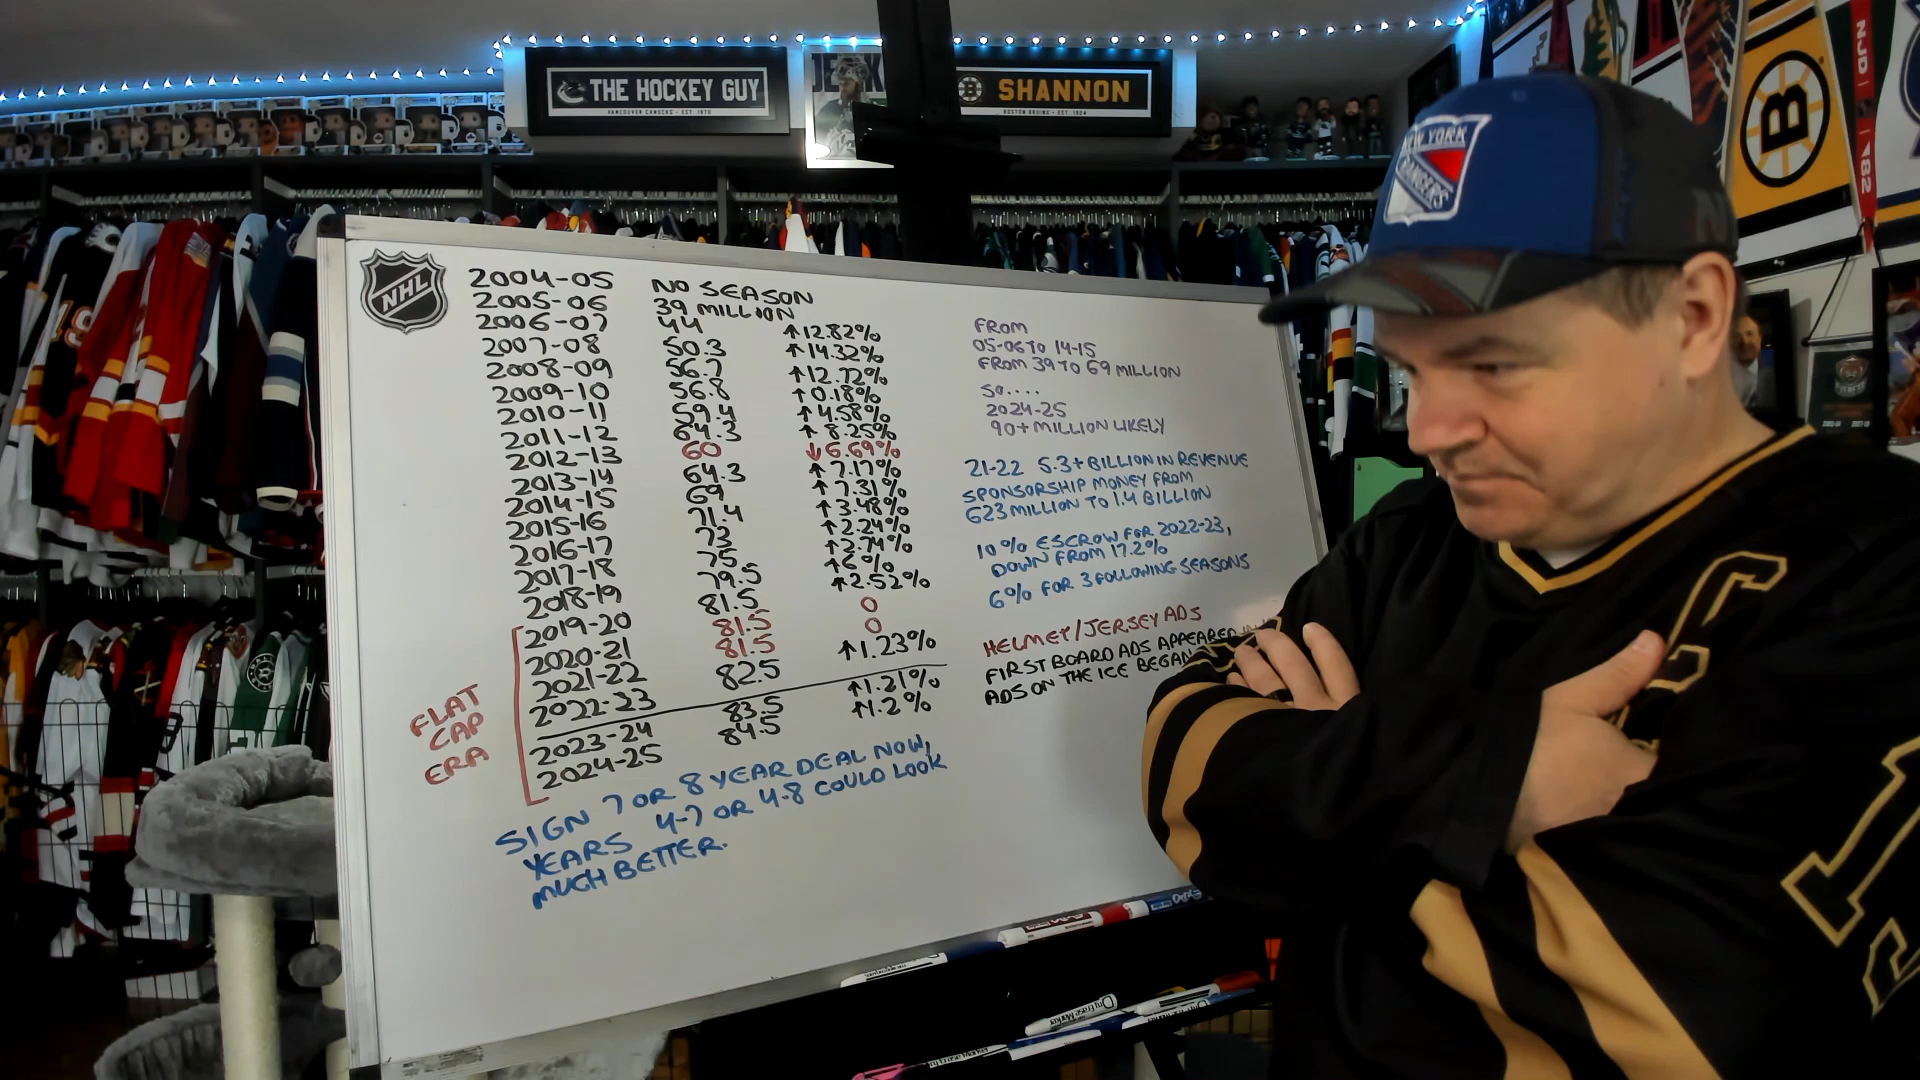 THE HOCKEY GUY
VANCOUVER CANUCKS • EST. 1970
SHANNON
BOSTON BRUINS • EST. 1924
NHL
2004-05 NO SEASON
2005-06 39 MILLION
2006-07 44 ↑12.82%
2007-08 50.3 ↑14.32%
2008-09 56.7 ↑12.72%
2009-10 56.8 ↑0.18%
2010-11 59.4 ↑4.58%
2011-12 64.3 ↑8.25%
2012-13 60 ↓6.69%
2013-14 64.3 ↑7.17%
2014-15 69 ↑7.31%
2015-16 71.4 ↑3.48%
2016-17 73 ↑2.24%
2017-18 75 ↑2.74%
2018-19 79.5 ↑6%
2019-20 81.5 ↑2.52%
2020-21 81.5 0
2021-22 81.5 0
2022-23 82.5 ↑1.23%
2023-24 83.5 ↑1.21%
2024-25 84.5 ↑1.2%
FLAT
CAP
ERA
SIGN 7 OR 8 YEAR DEAL NOW,
YEARS 4-7 OR 4-8 COULD LOOK
MUCH BETTER.
FROM
05-06 TO 14-15
FROM 39 TO 69 MILLION
SO....
2024-25
90+ MILLION LIKELY
21-22 5.3+ BILLION IN REVENUE
SPONSORSHIP MONEY FROM
623 MILLION TO 1.4 BILLION
10% ESCROW FOR 2022-23,
DOWN FROM 17.2%
6% FOR 3 FOLLOWING SEASONS
HELMET/JERSEY ADS
FIRST BOARD ADS APPEARED
ADS ON THE ICE BEGAN
NEW YORK
RANGERS
B
NJD
1982
C